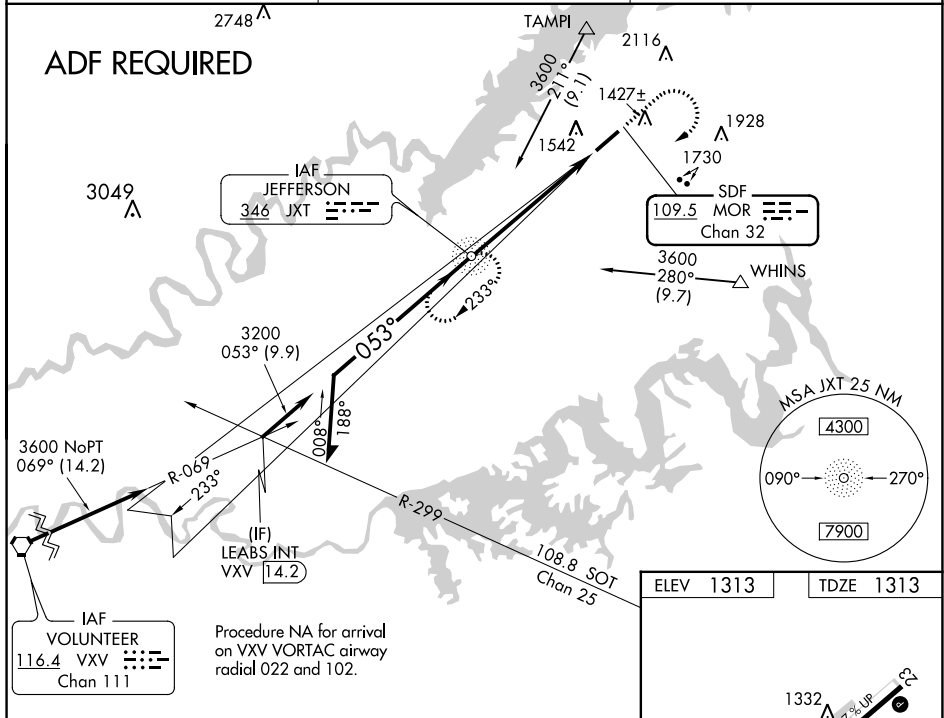 2748
TAMPI
2116
ADF REQUIRED
3600
211°
(9.1)
1427±
1542
1928
1730
IAF
JEFFERSON
346 JXT
3049
SDF
109.5 MOR
Chan 32
3600
280°
(9.7)
WHINS
233°
053°
3200
053° (9.9)
008°
188°
MSA JXT 25 NM
4300
090°
270°
7900
3600 NoPT
069° (14.2)
R-069
233°
R-299
(IF)
LEABS INT
VXV 14.2
108.8 SOT
Chan 25
ELEV 1313
TDZE 1313
IAF
VOLUNTEER
116.4 VXV
Chan 111
Procedure NA for arrival
on VXV VORTAC airway
radial 022 and 102.
23
1332
% UP
P